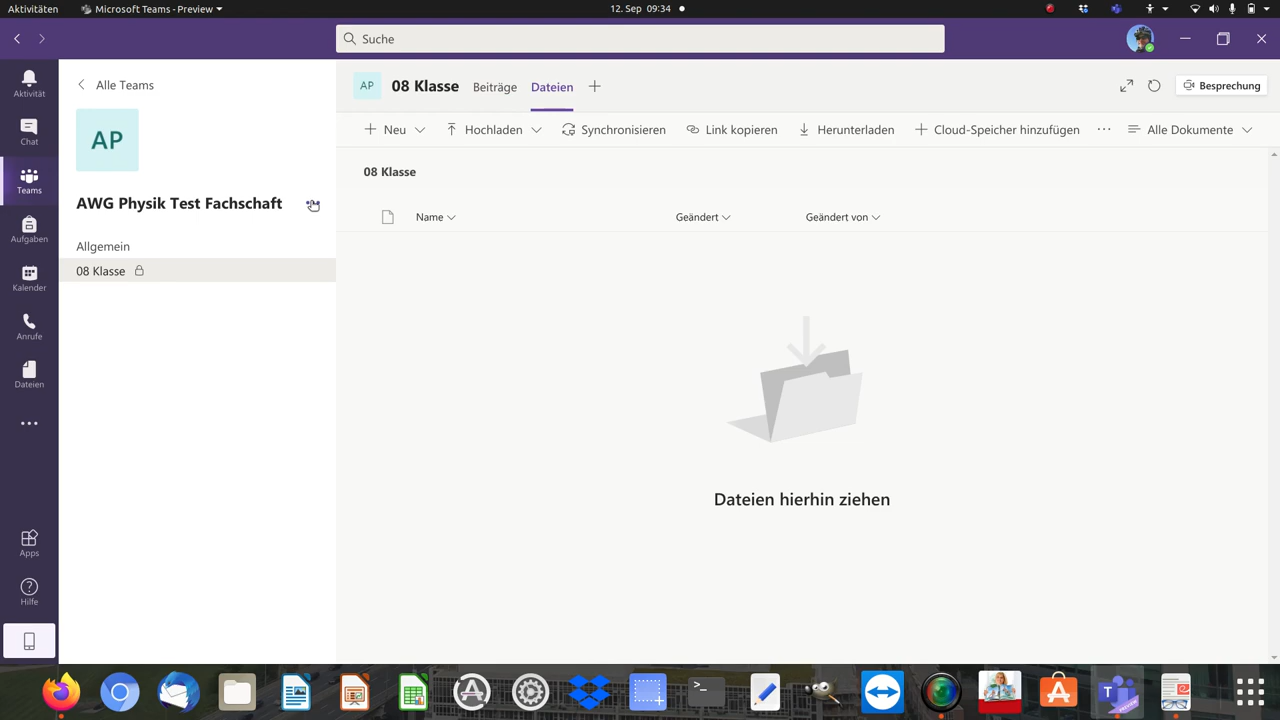 Aktivitäten
Microsoft Teams - Preview
12. Sep 09:34
Suche
Aktivität
Chat
Teams
Aufgaben
Kalender
Anrufe
Dateien
Apps
Hilfe
Alle Teams
AP
AWG Physik Test Fachschaft
Allgemein
08 Klasse
AP
08 Klasse
Beiträge
Dateien
Besprechung
Neu
Hochladen
Synchronisieren
Link kopieren
Herunterladen
Cloud-Speicher hinzufügen
Alle Dokumente
08 Klasse
Name
Geändert
Geändert von
Dateien hierhin ziehen